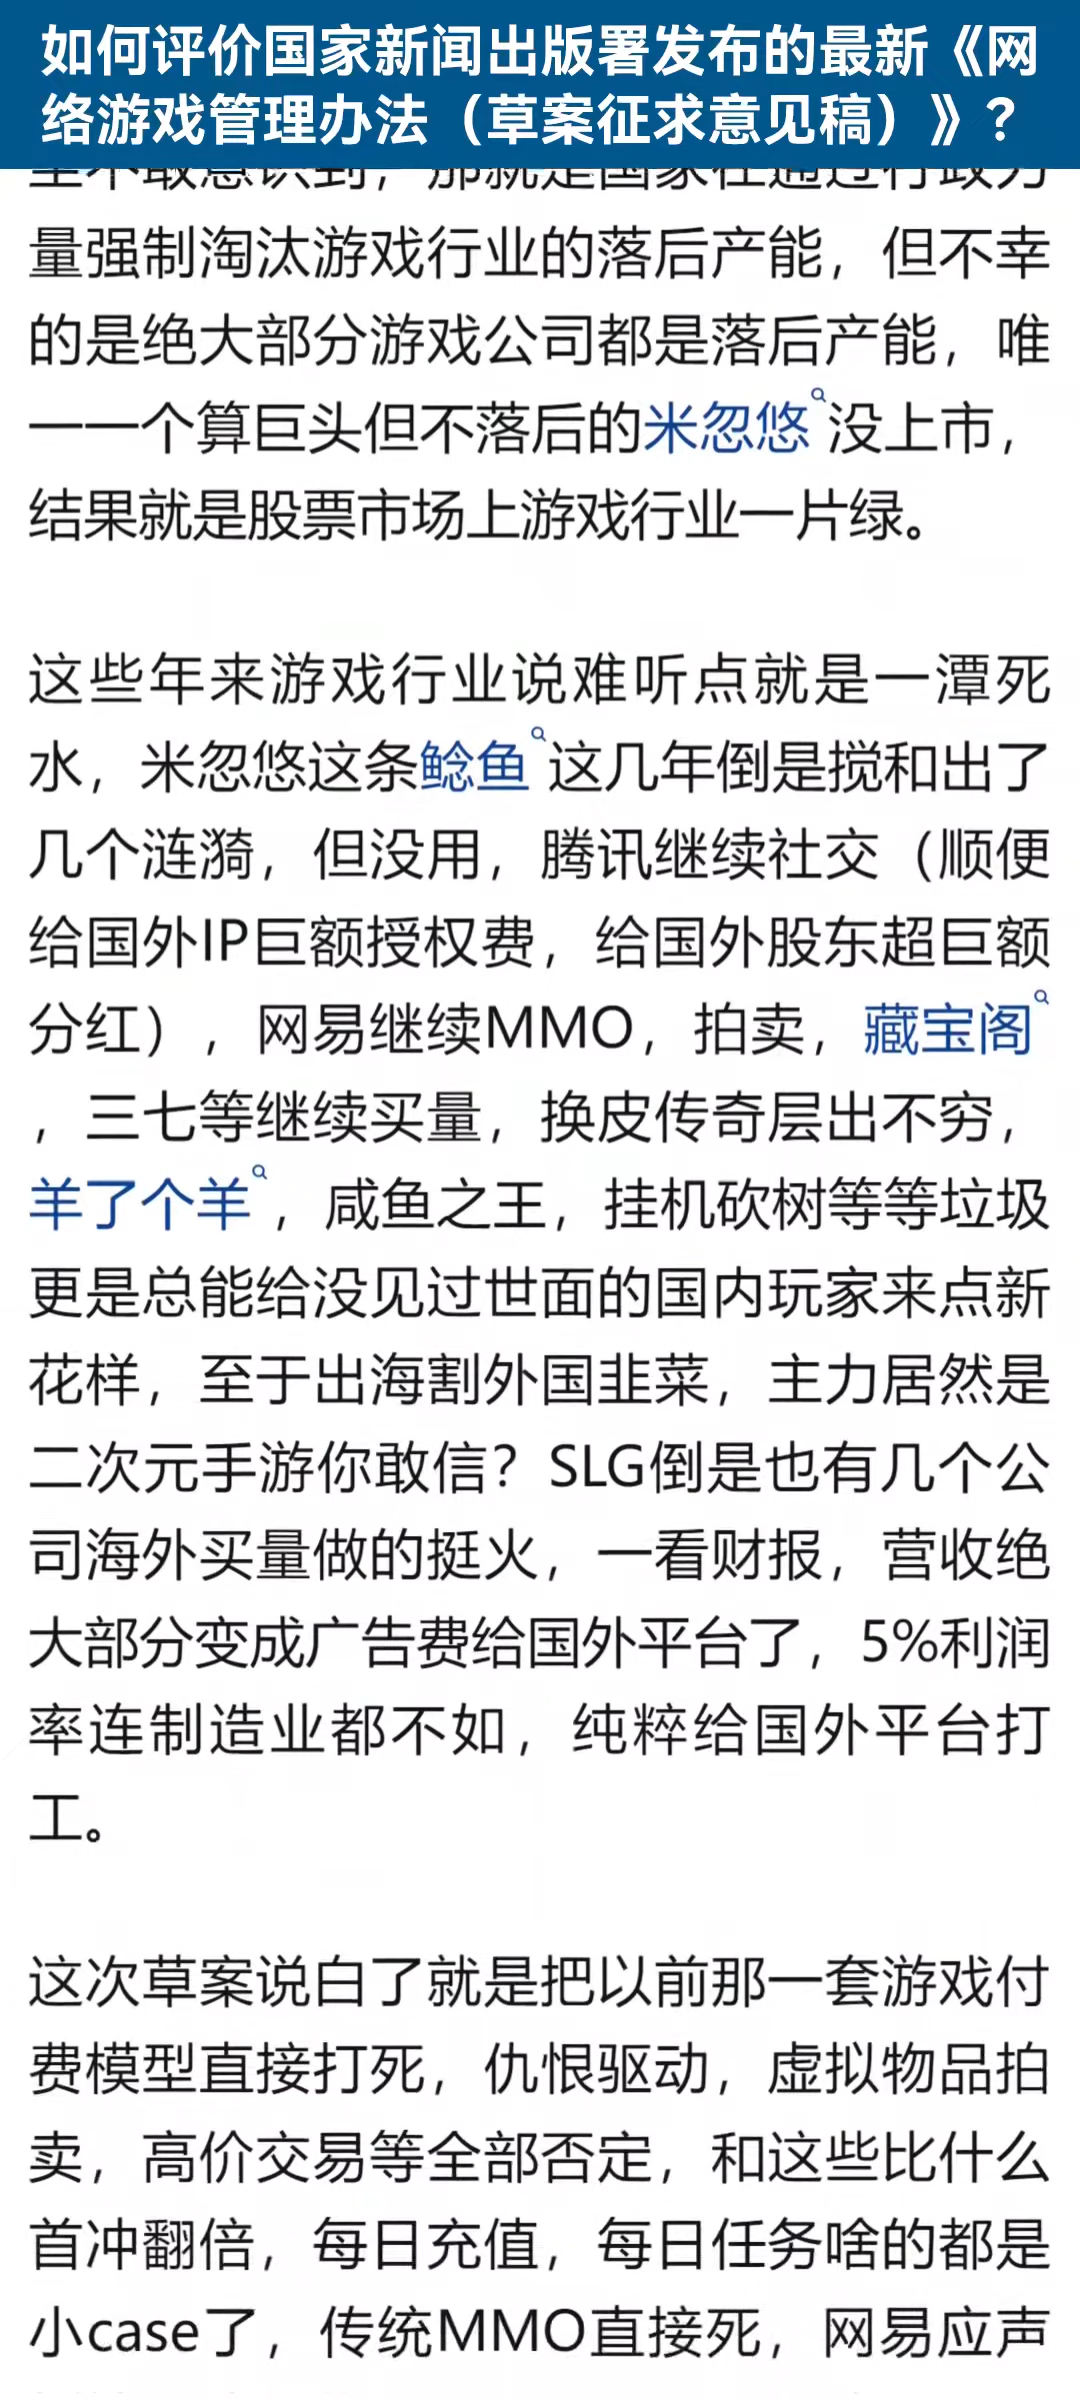 如何评价国家新闻出版署发布的最新《网
络游戏管理办法（草案征求意见稿）》？
量强制淘汰游戏行业的落后产能，但不幸
的是绝大部分游戏公司都是落后产能，唯
一一个算巨头但不落后的米忽悠没上市，
结果就是股票市场上游戏行业一片绿。
这些年来游戏行业说难听点就是一潭死
水，米忽悠这条鲶鱼这几年倒是搅和出了
几个涟漪，但没用，腾讯继续社交（顺便
给国外IP巨额授权费，给国外股东超巨额
分红），网易继续MMO，拍卖，藏宝阁
，三七等继续买量，换皮传奇层出不穷，
羊了个羊，咸鱼之王，挂机砍树等等垃圾
更是总能给没见过世面的国内玩家来点新
花样，至于出海割外国韭菜，主力居然是
二次元手游你敢信？SLG倒是也有几个公
司海外买量做的挺火，一看财报，营收绝
大部分变成广告费给国外平台了，5%利润
率连制造业都不如，纯粹给国外平台打
工。
这次草案说白了就是把以前那一套游戏付
费模型直接打死，仇恨驱动，虚拟物品拍
卖，高价交易等全部否定，和这些比什么
首冲翻倍，每日充值，每日任务啥的都是
小case了，传统MMO直接死，网易应声